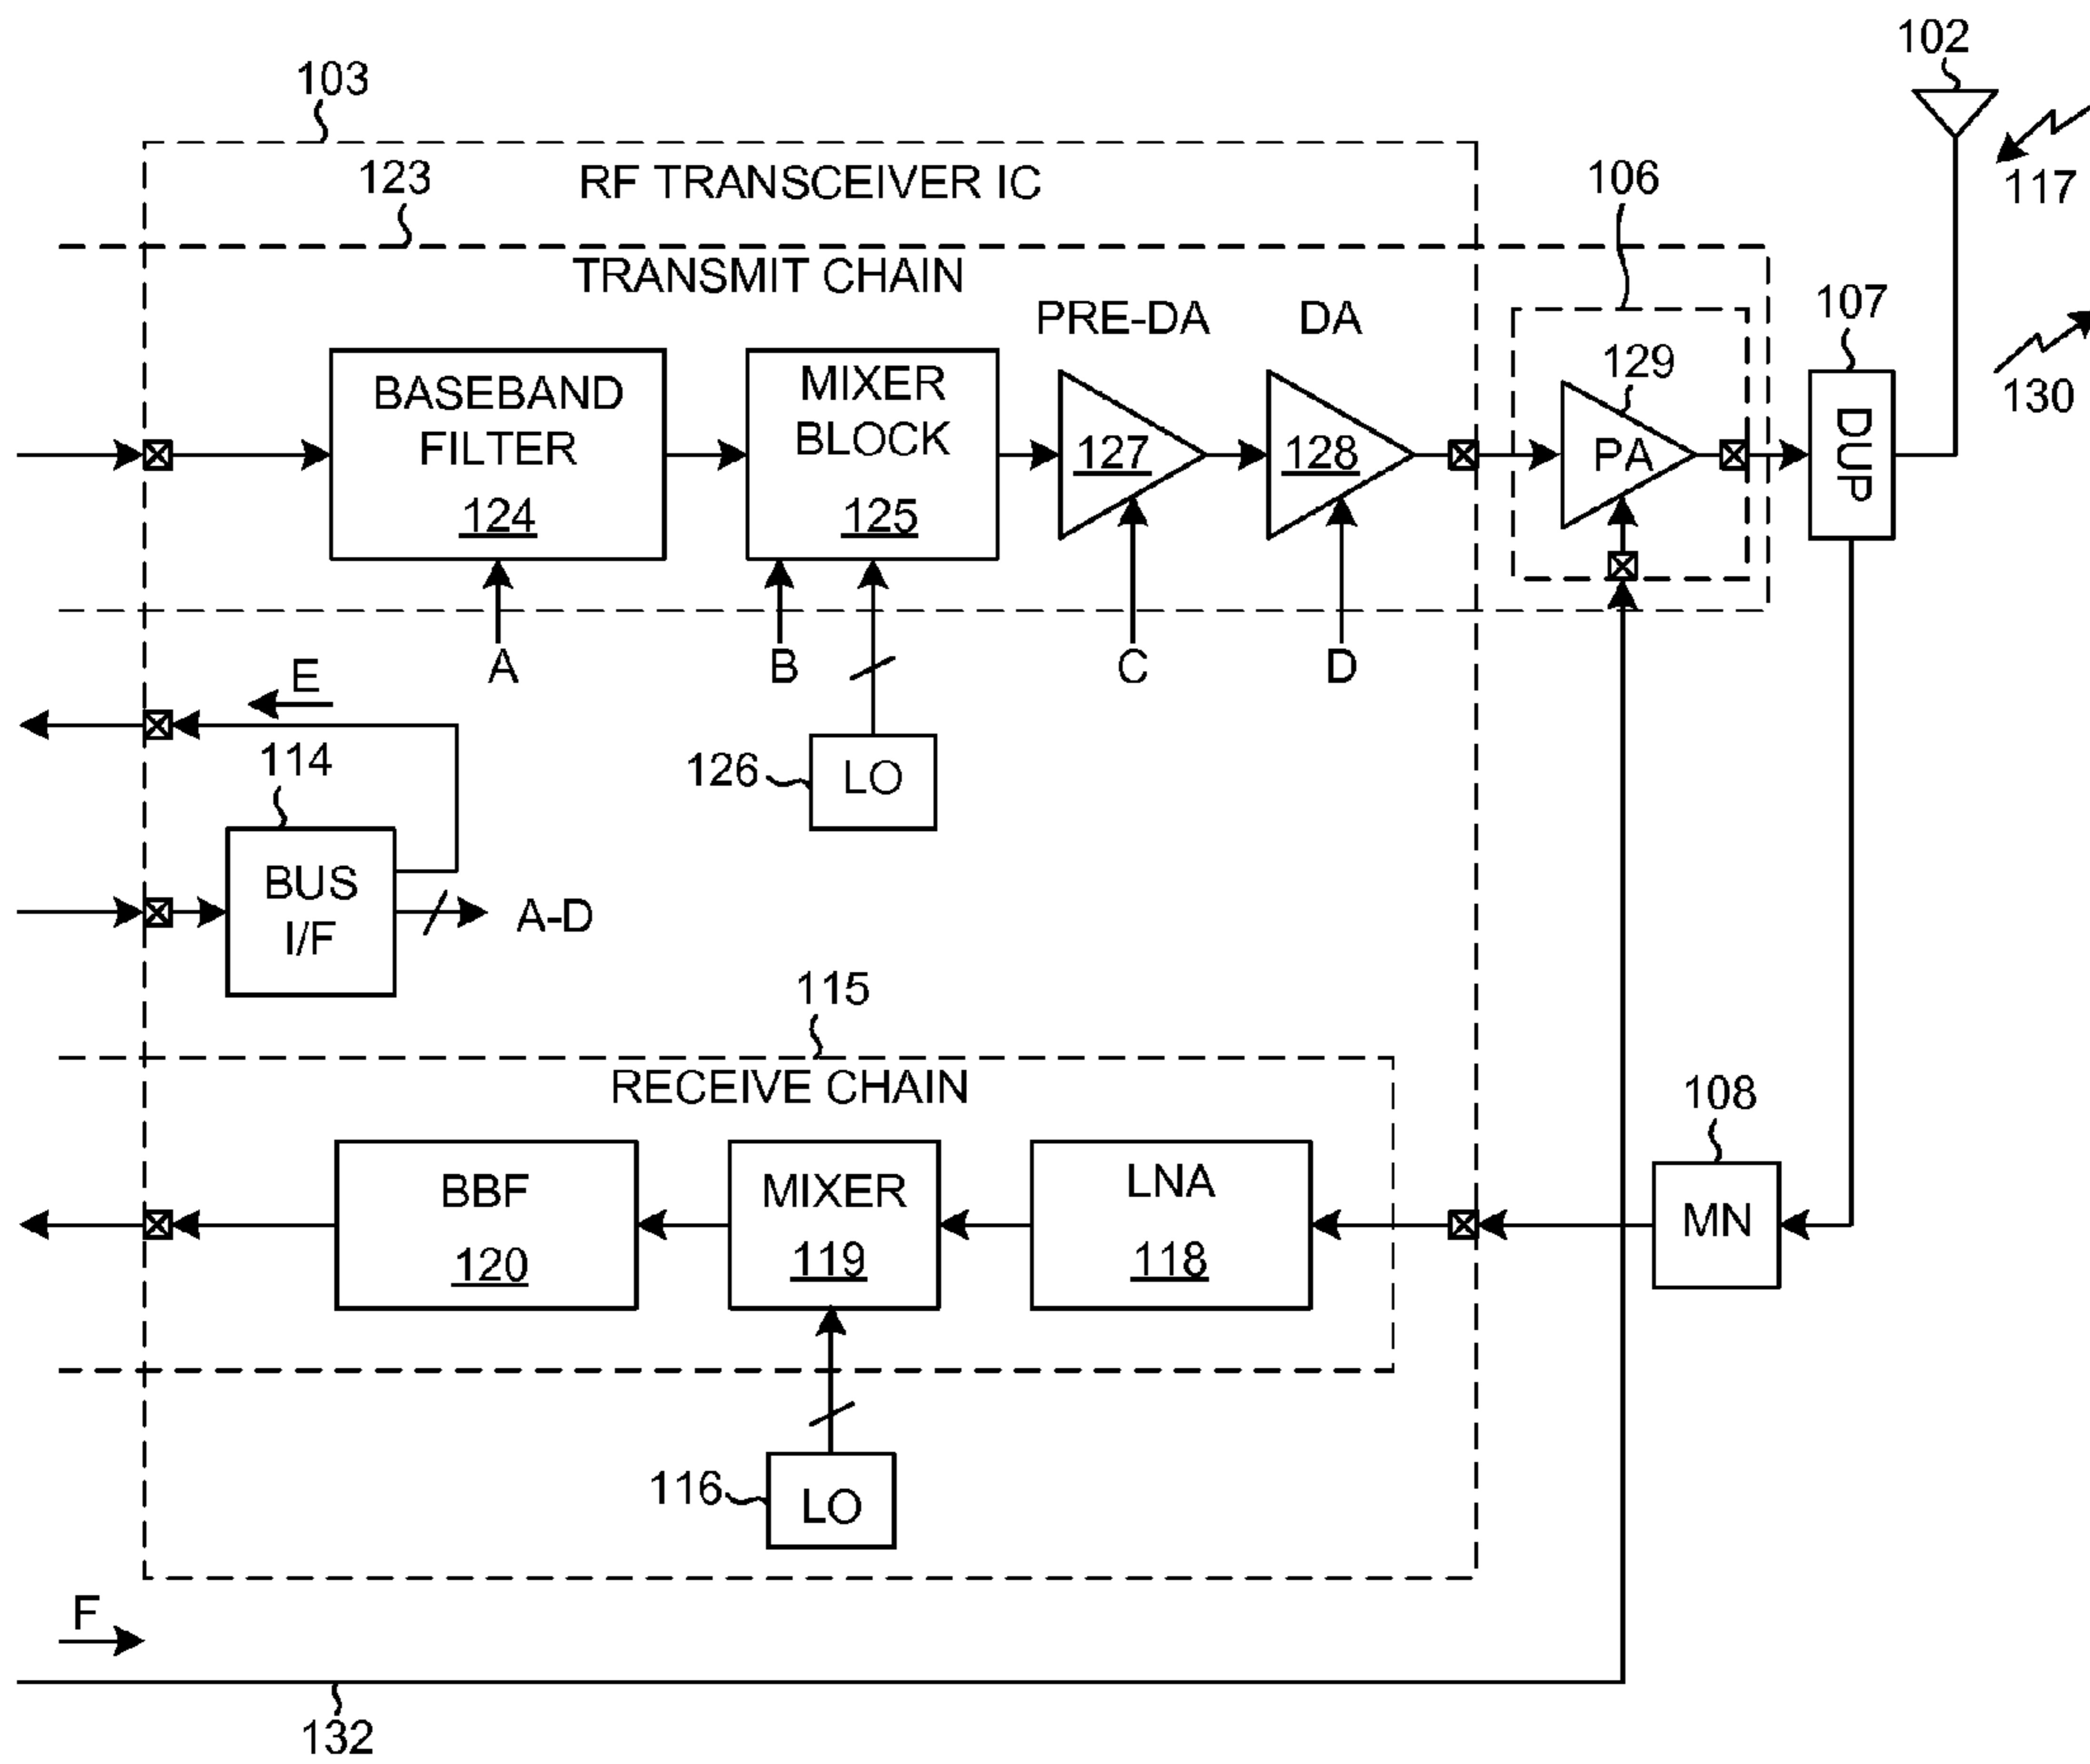 102
103
123
RF TRANSCEIVER IC
106
117
TRANSMIT CHAIN
PRE-DA
DA
107
129
130
BASEBAND
FILTER
124
MIXER
BLOCK
125
127
128
PA
DUP
A
B
C
D
E
114
126
LO
BUS
I/F
A-D
115
RECEIVE CHAIN
108
BBF
120
MIXER
119
LNA
118
MN
116
LO
F
132